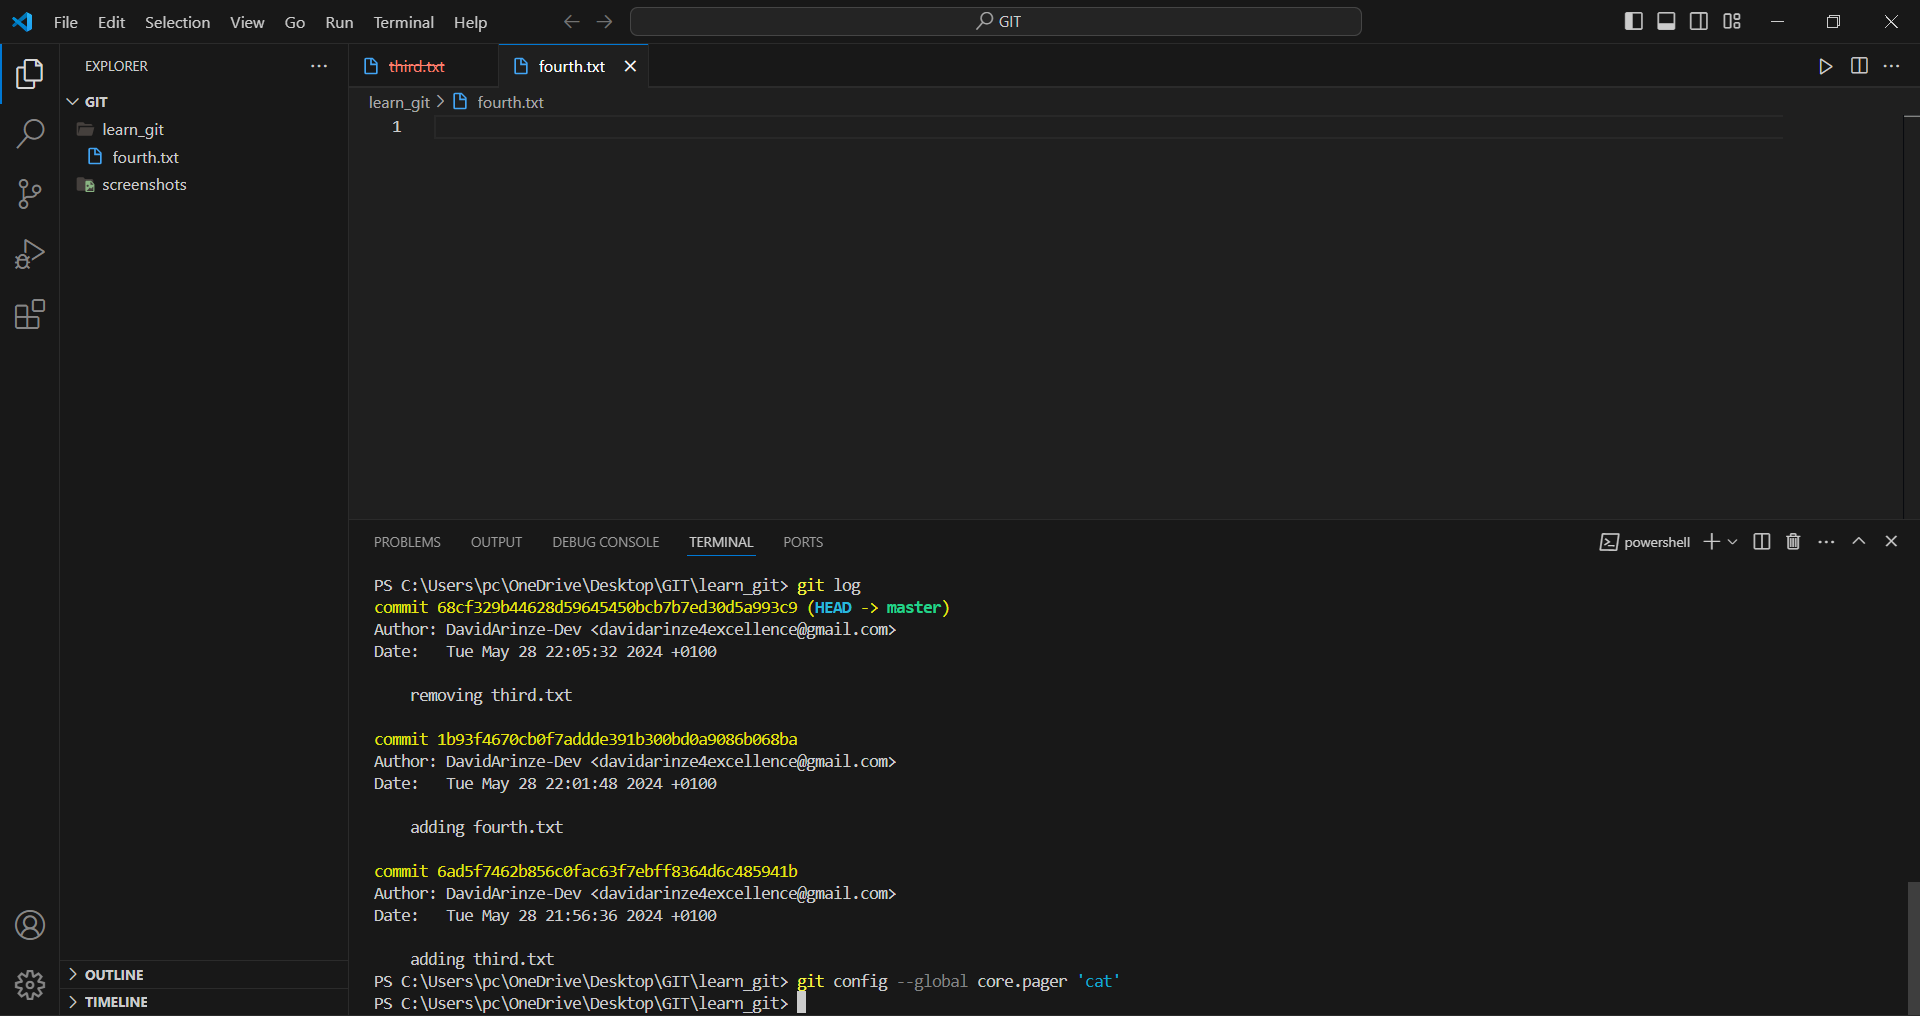 File Edit Selection View Go Run Terminal Help
GIT
EXPLORER
GIT
learn_git
fourth.txt
screenshots
OUTLINE
TIMELINE
third.txt
fourth.txt
learn_git > fourth.txt
1
PROBLEMS OUTPUT DEBUG CONSOLE TERMINAL PORTS
powershell
PS C:\Users\pc\OneDrive\Desktop\GIT\learn_git> git log
commit 68cf329b44628d59645450bcb7b7ed30d5a993c9 (HEAD -> master)
Author: DavidArinze-Dev <davidarinze4excellence@gmail.com>
Date:   Tue May 28 22:05:32 2024 +0100
removing third.txt
commit 1b93f4670cb0f7addde391b300bd0a9086b068ba
Author: DavidArinze-Dev <davidarinze4excellence@gmail.com>
Date:   Tue May 28 22:01:48 2024 +0100
adding fourth.txt
commit 6ad5f7462b856c0fac63f7ebff8364d6c485941b
Author: DavidArinze-Dev <davidarinze4excellence@gmail.com>
Date:   Tue May 28 21:56:36 2024 +0100
adding third.txt
PS C:\Users\pc\OneDrive\Desktop\GIT\learn_git> git config --global core.pager 'cat'
PS C:\Users\pc\OneDrive\Desktop\GIT\learn_git>